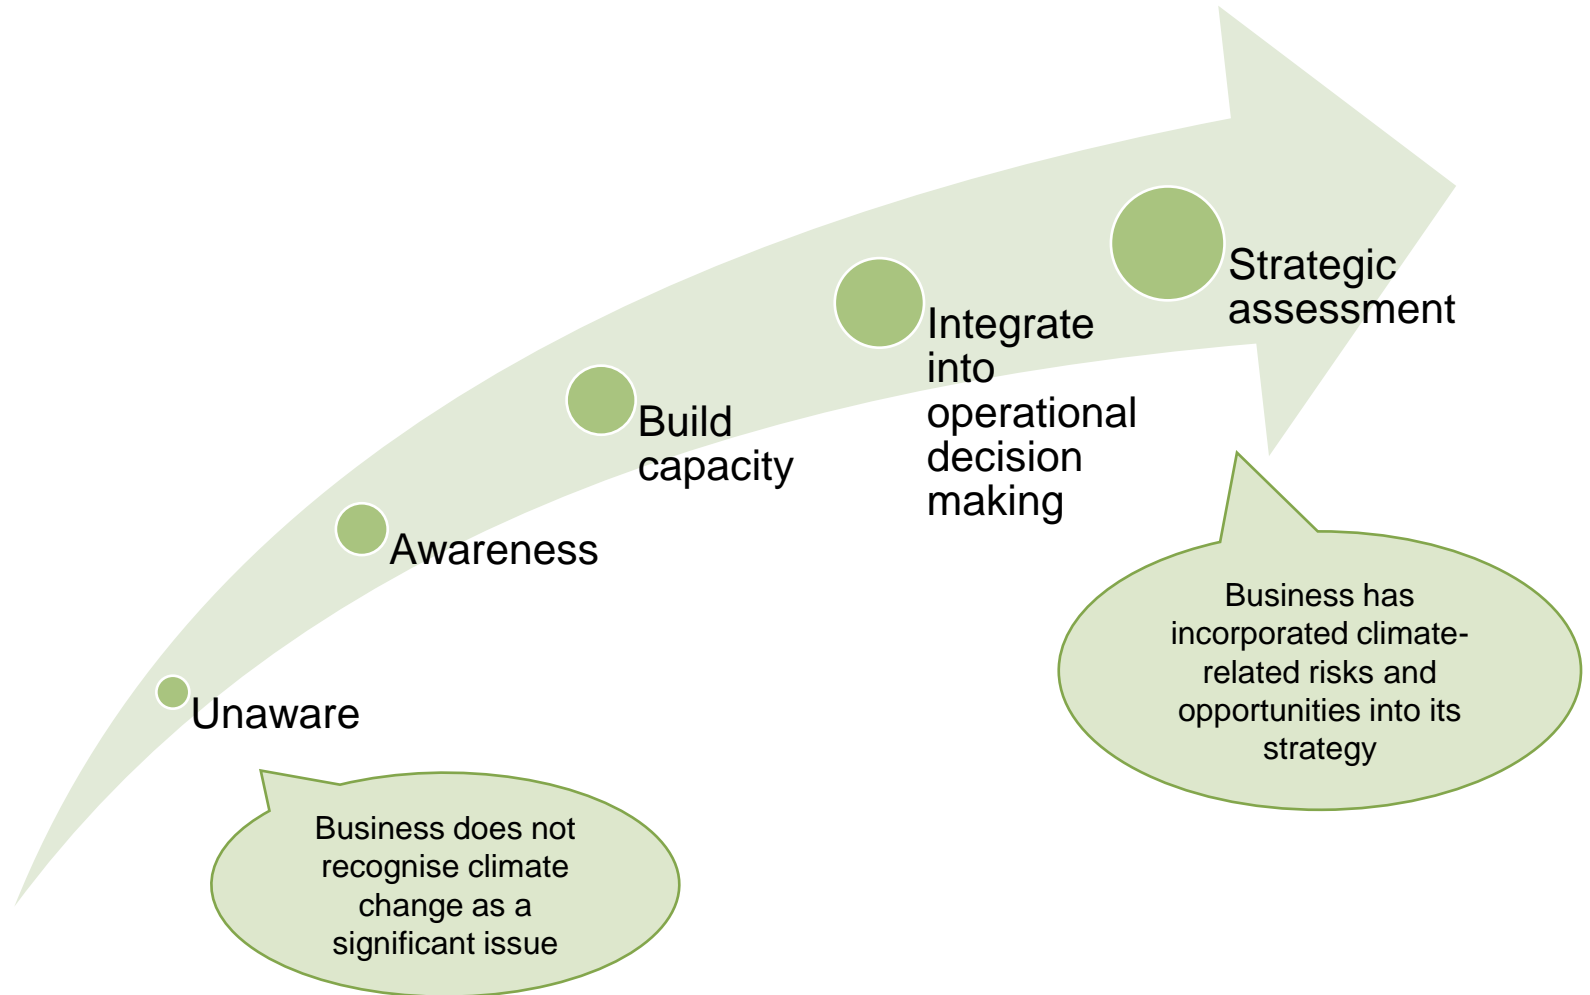 Strategic
assessment
Integrate
into
operational
decision
making
Build
capacity
Awareness
Unaware
Business has
incorporated climate-
related risks and
opportunities into its
strategy
Business does not
recognise climate
change as a
significant issue